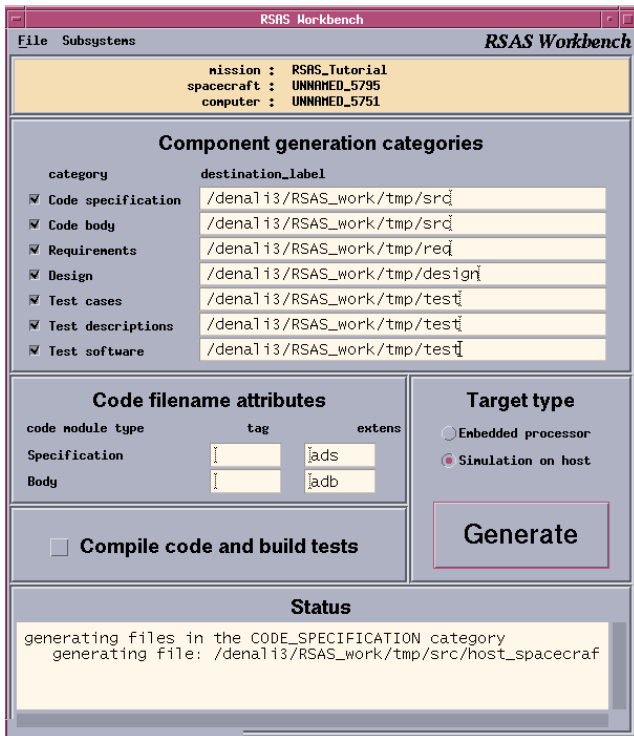 RSAS Workbench
File Subsystems RSAS Workbench
mission : RSAS_Tutorial
spacecraft : UNNAMED_5795
computer : UNNAMED_5751
Component generation categories
category destination_label
Code specification /denali3/RSAS_work/tmp/src
Code body /denali3/RSAS_work/tmp/src
Requirements /denali3/RSAS_work/tmp/req
Design /denali3/RSAS_work/tmp/design
Test cases /denali3/RSAS_work/tmp/test
Test descriptions /denali3/RSAS_work/tmp/test
Test software /denali3/RSAS_work/tmp/test
Code filename attributes
code module type tag extens
Specification ads
Body adb
Target type
Embedded processor
Simulation on host
Compile code and build tests
Generate
Status
generating files in the CODE_SPECIFICATION category
generating file: /denali3/RSAS_work/tmp/src/host_spacecraf